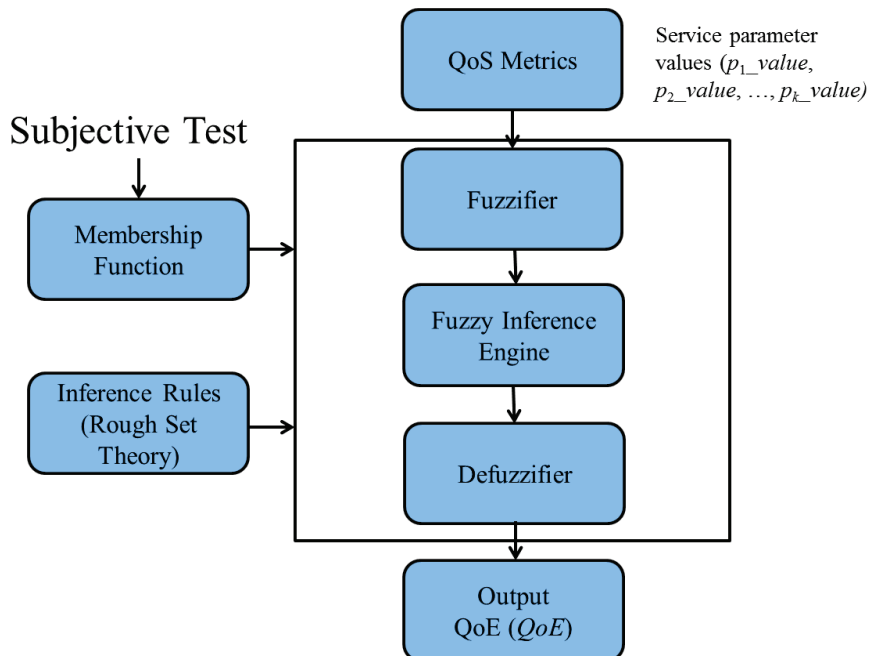 QoS Metrics
Service parameter
values (p1_value,
p2_value, …, pk_value)
Subjective Test
Fuzzifier
Membership
Function
Fuzzy Inference
Engine
Inference Rules
(Rough Set
Theory)
Defuzzifier
Output
QoE (QoE)